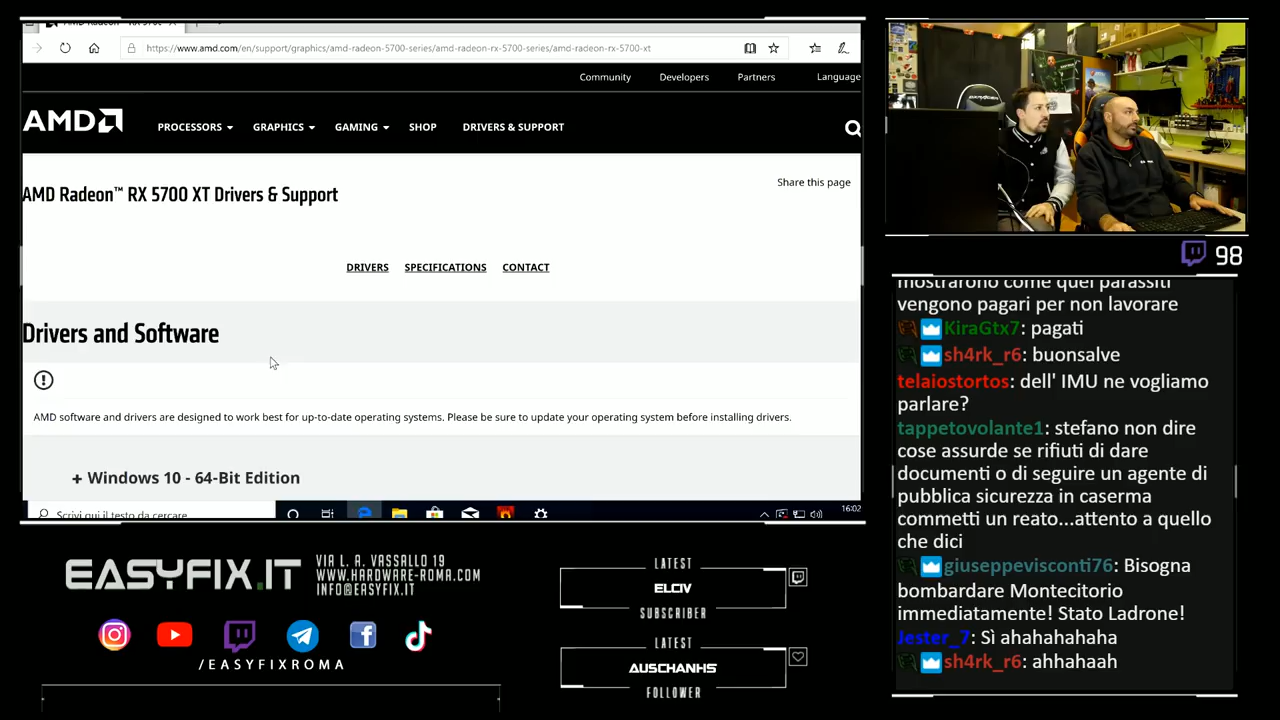 https://www.amd.com/en/support/graphics/amd-radeon-5700-series/amd-radeon-rx-5700-series/amd-radeon-rx-5700-xt
Community Developers Partners Language
AMD PROCESSORS GRAPHICS GAMING SHOP DRIVERS & SUPPORT
Share this page
AMD Radeon™ RX 5700 XT Drivers & Support
DRIVERS SPECIFICATIONS CONTACT
Drivers and Software
AMD software and drivers are designed to work best for up-to-date operating systems. Please be sure to update your operating system before installing drivers.
+ Windows 10 - 64-Bit Edition
Scrivi qui il testo da cercare
16:02
98
mostrarono come quei parassiti
vengono pagari per non lavorare
KiraGtx7: pagati
sh4rk_r6: buonsalve
telaiostortos: dell' IMU ne vogliamo
parlare?
tappetovolante1: stefano non dire
cose assurde se rifiuti di dare
documenti o di seguire un agente di
pubblica sicurezza in caserma
commetti un reato...attento a quello
che dici
giuseppevisconti76: Bisogna
bombardare Montecitorio
immediatamente! Stato Ladrone!
Jester_7: Sì ahahahahaha
sh4rk_r6: ahhahaah
EASYFIX.IT
VIA L. A. VASSALLO 19
WWW.HARDWARE-ROMA.COM
INFO@EASYFIX.IT
/EASYFIXROMA
LATEST
ELCIV
SUBSCRIBER
LATEST
AUSCHANHS
FOLLOWER